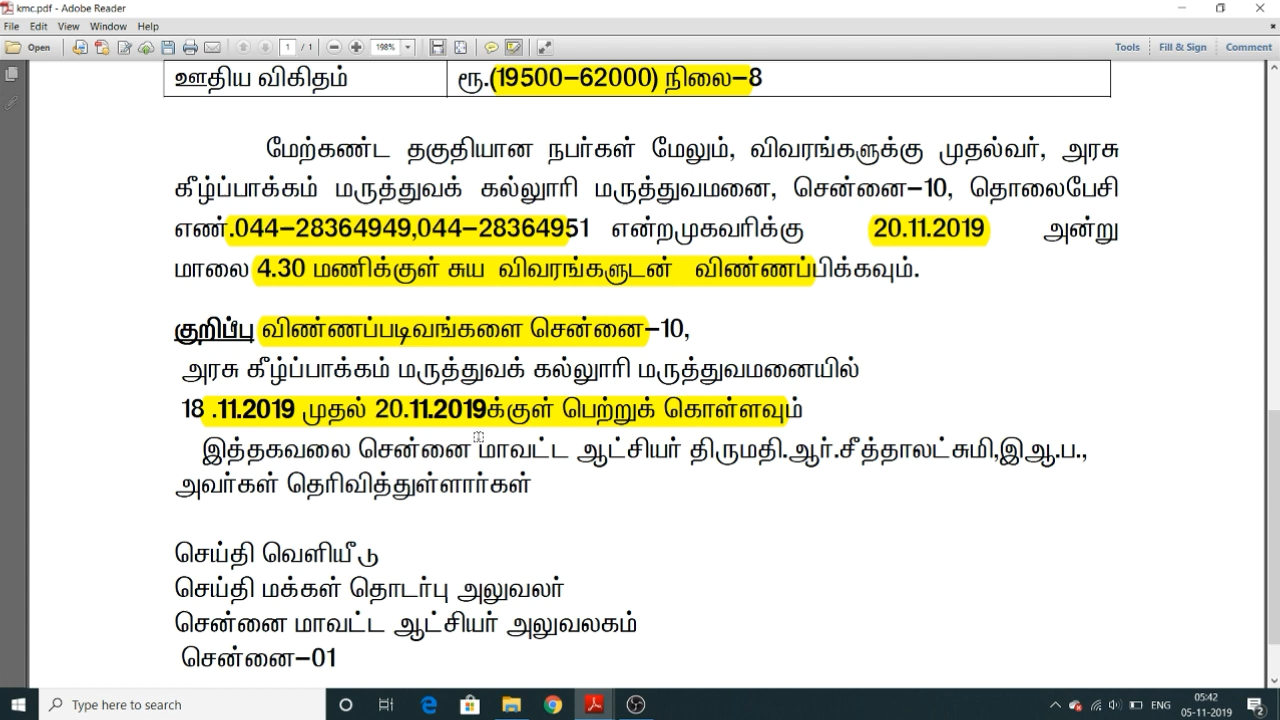 kmc.pdf - Adobe Reader
File Edit View Window Help
Open 1 / 1 198% Tools Fill & Sign Comment
ஊதிய விகிதம் ரூ.(19500-62000) நிலை-8
மேற்கண்ட தகுதியான நபர்கள் மேலும், விவரங்களுக்கு முதல்வர், அரசு
கீழ்ப்பாக்கம் மருத்துவக் கல்லூரி மருத்துவமனை, சென்னை-10, தொலைபேசி
எண்.044-28364949,044-28364951 என்றமுகவரிக்கு 20.11.2019 அன்று
மாலை 4.30 மணிக்குள் சுய விவரங்களுடன் விண்ணப்பிக்கவும்.
குறிப்பு விண்ணப்படிவங்களை சென்னை-10,
அரசு கீழ்ப்பாக்கம் மருத்துவக் கல்லூரி மருத்துவமனையில்
18 .11.2019 முதல் 20.11.2019க்குள் பெற்றுக் கொள்ளவும்
இத்தகவலை சென்னை மாவட்ட ஆட்சியர் திருமதி.ஆர்.சீத்தாலட்சுமி,இஆ.ப.,
அவர்கள் தெரிவித்துள்ளார்கள்
செய்தி வெளியீடு
செய்தி மக்கள் தொடர்பு அலுவலர்
சென்னை மாவட்ட ஆட்சியர் அலுவலகம்
சென்னை-01
Type here to search ENG 05:42
05-11-2019 2